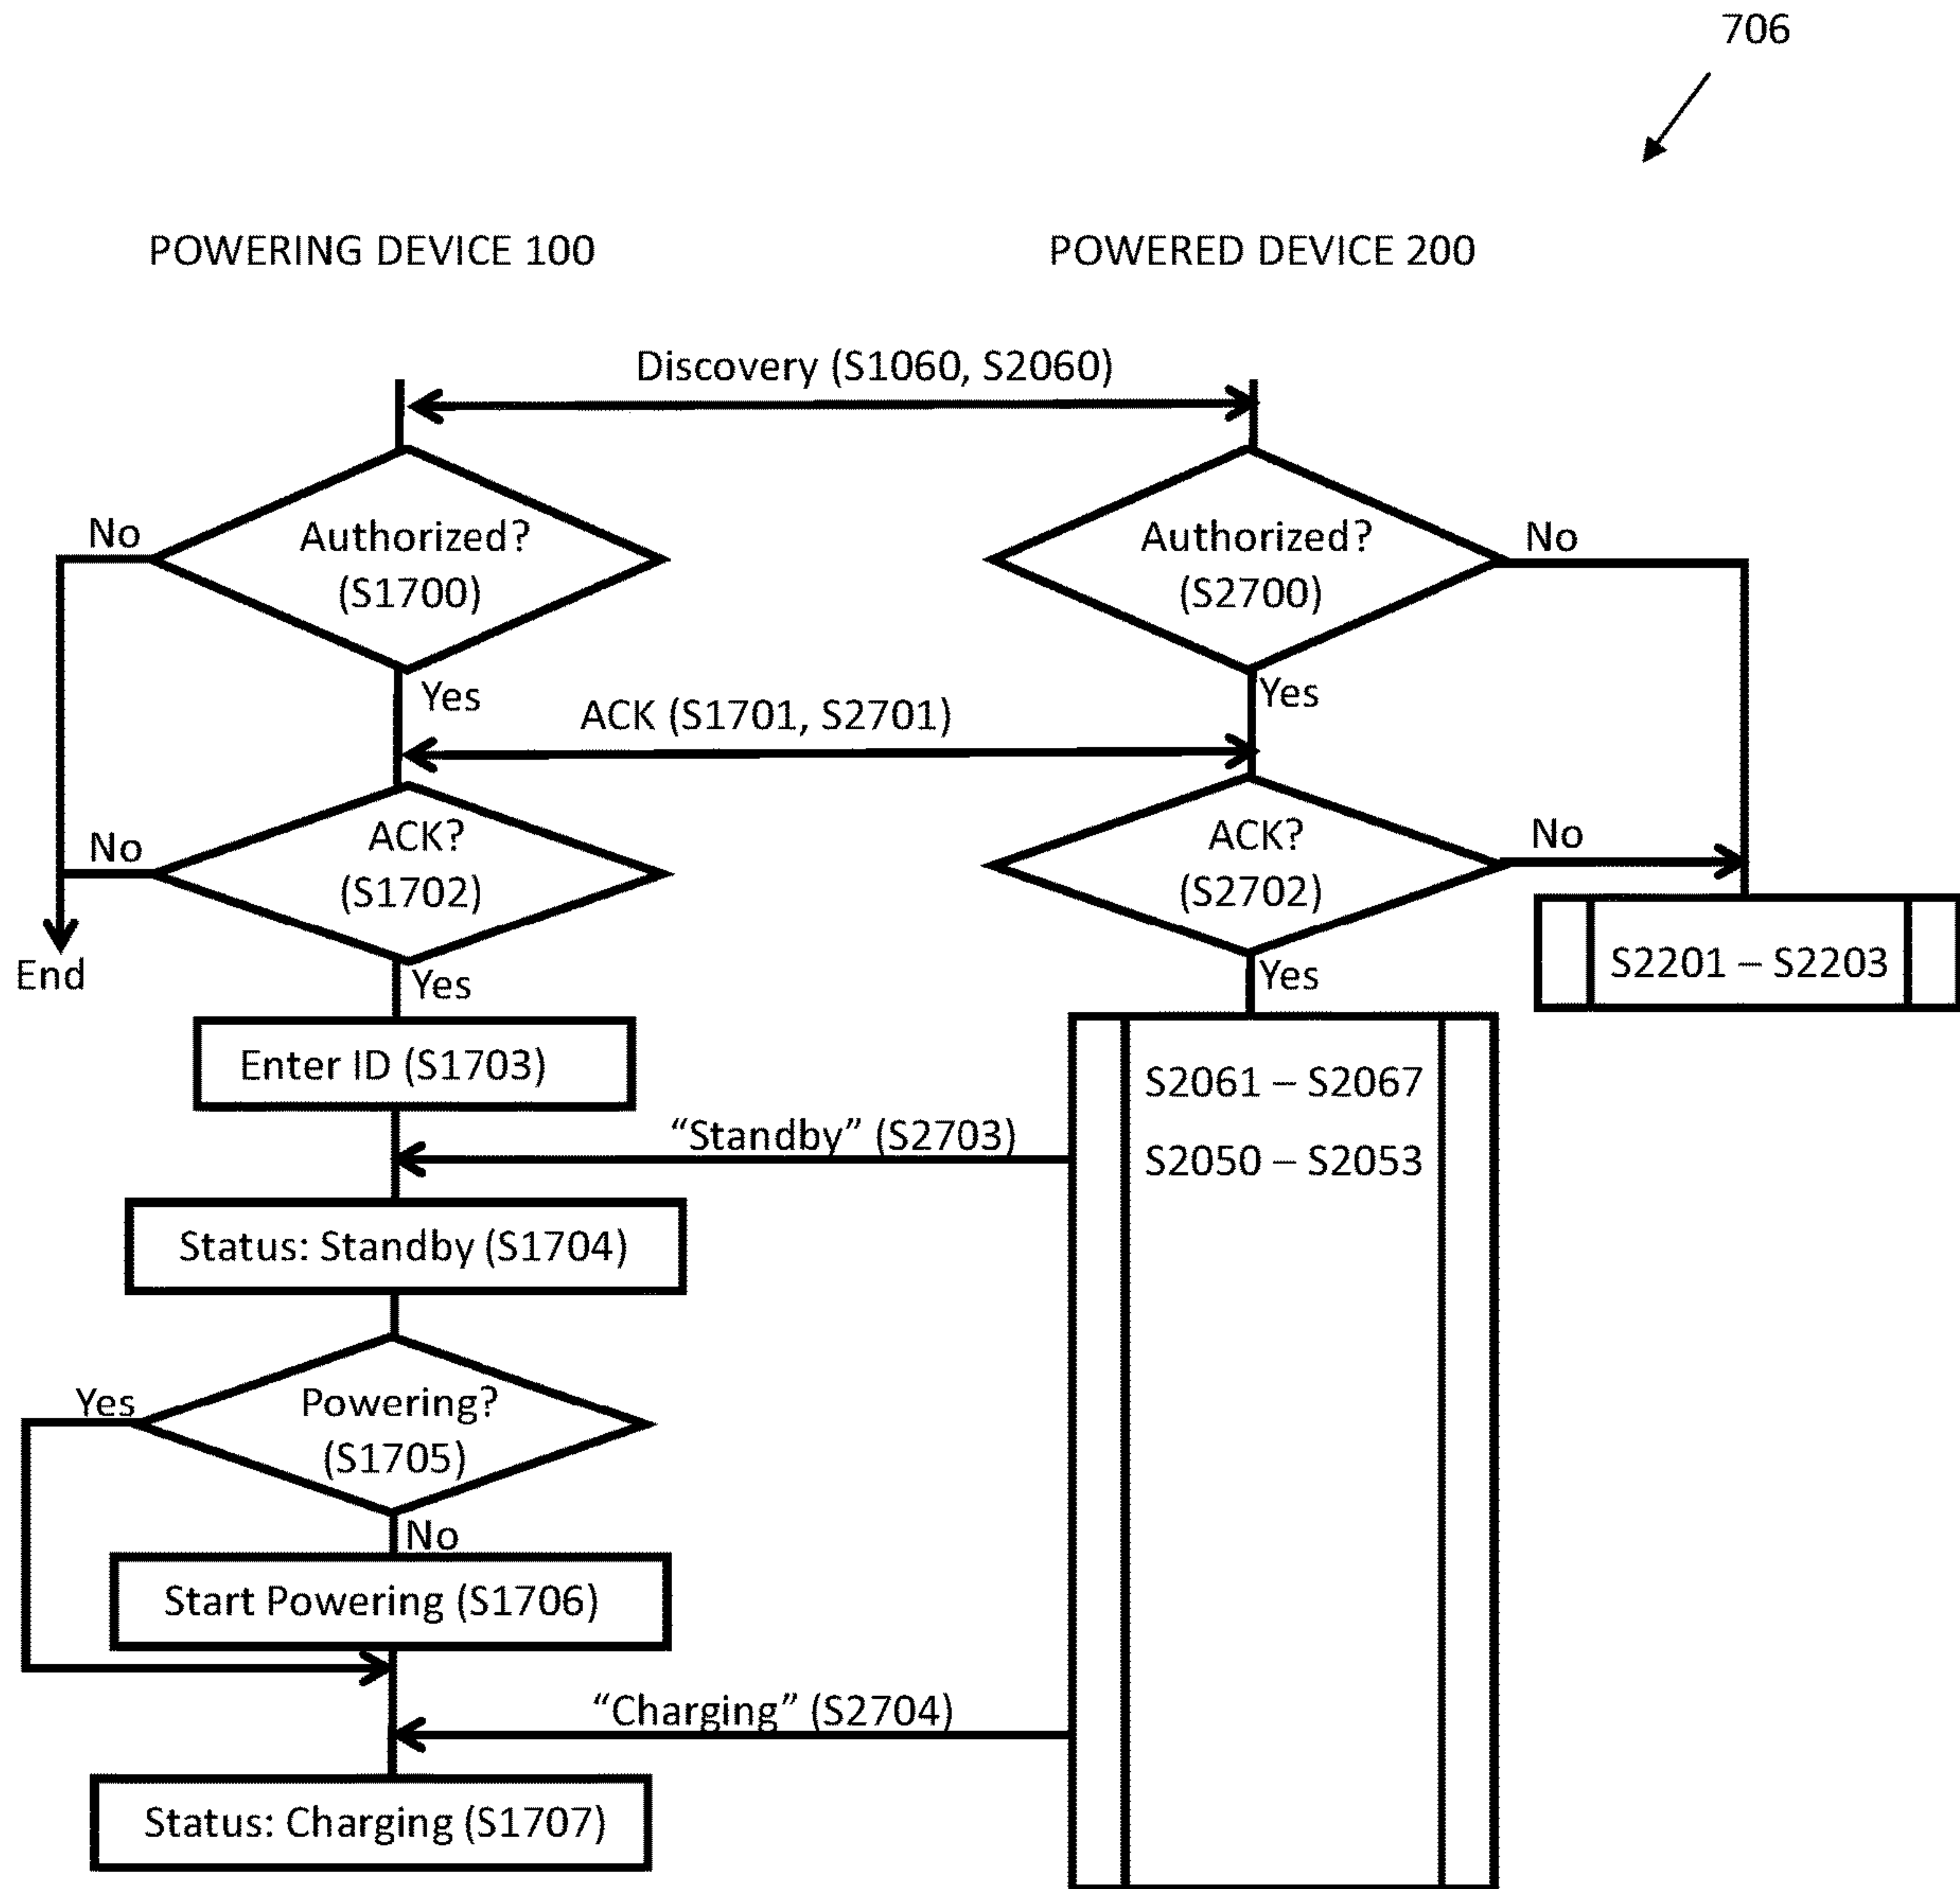 706
POWERING DEVICE 100
POWERED DEVICE 200
Discovery (S1060, S2060)
No
Authorized?
(S1700)
Authorized?
(S2700)
No
Yes
ACK (S1701, S2701)
Yes
No
ACK?
(S1702)
ACK?
(S2702)
No
End
Yes
Yes
S2201 – S2203
Enter ID (S1703)
S2061 – S2067
“Standby” (S2703)
S2050 – S2053
Status: Standby (S1704)
Yes
Powering?
(S1705)
No
Start Powering (S1706)
“Charging” (S2704)
Status: Charging (S1707)